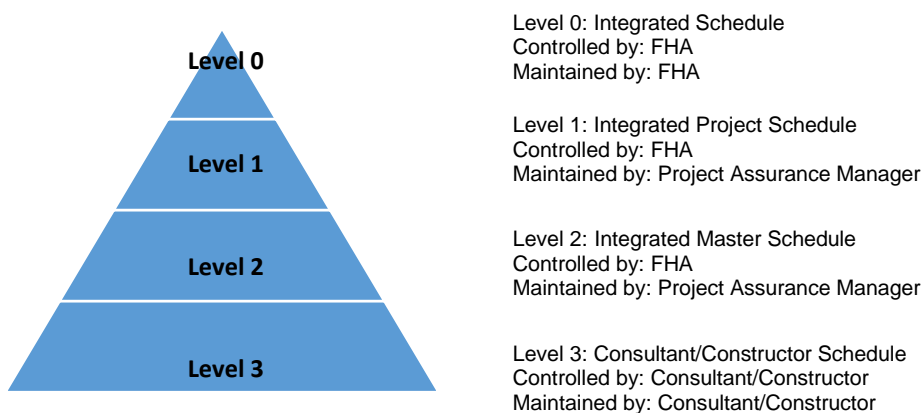 Level 0
Level 0: Integrated Schedule
Controlled by: FHA
Maintained by: FHA
Level 1
Level 1: Integrated Project Schedule
Controlled by: FHA
Maintained by: Project Assurance Manager
Level 2
Level 2: Integrated Master Schedule
Controlled by: FHA
Maintained by: Project Assurance Manager
Level 3
Level 3: Consultant/Constructor Schedule
Controlled by: Consultant/Constructor
Maintained by: Consultant/Constructor